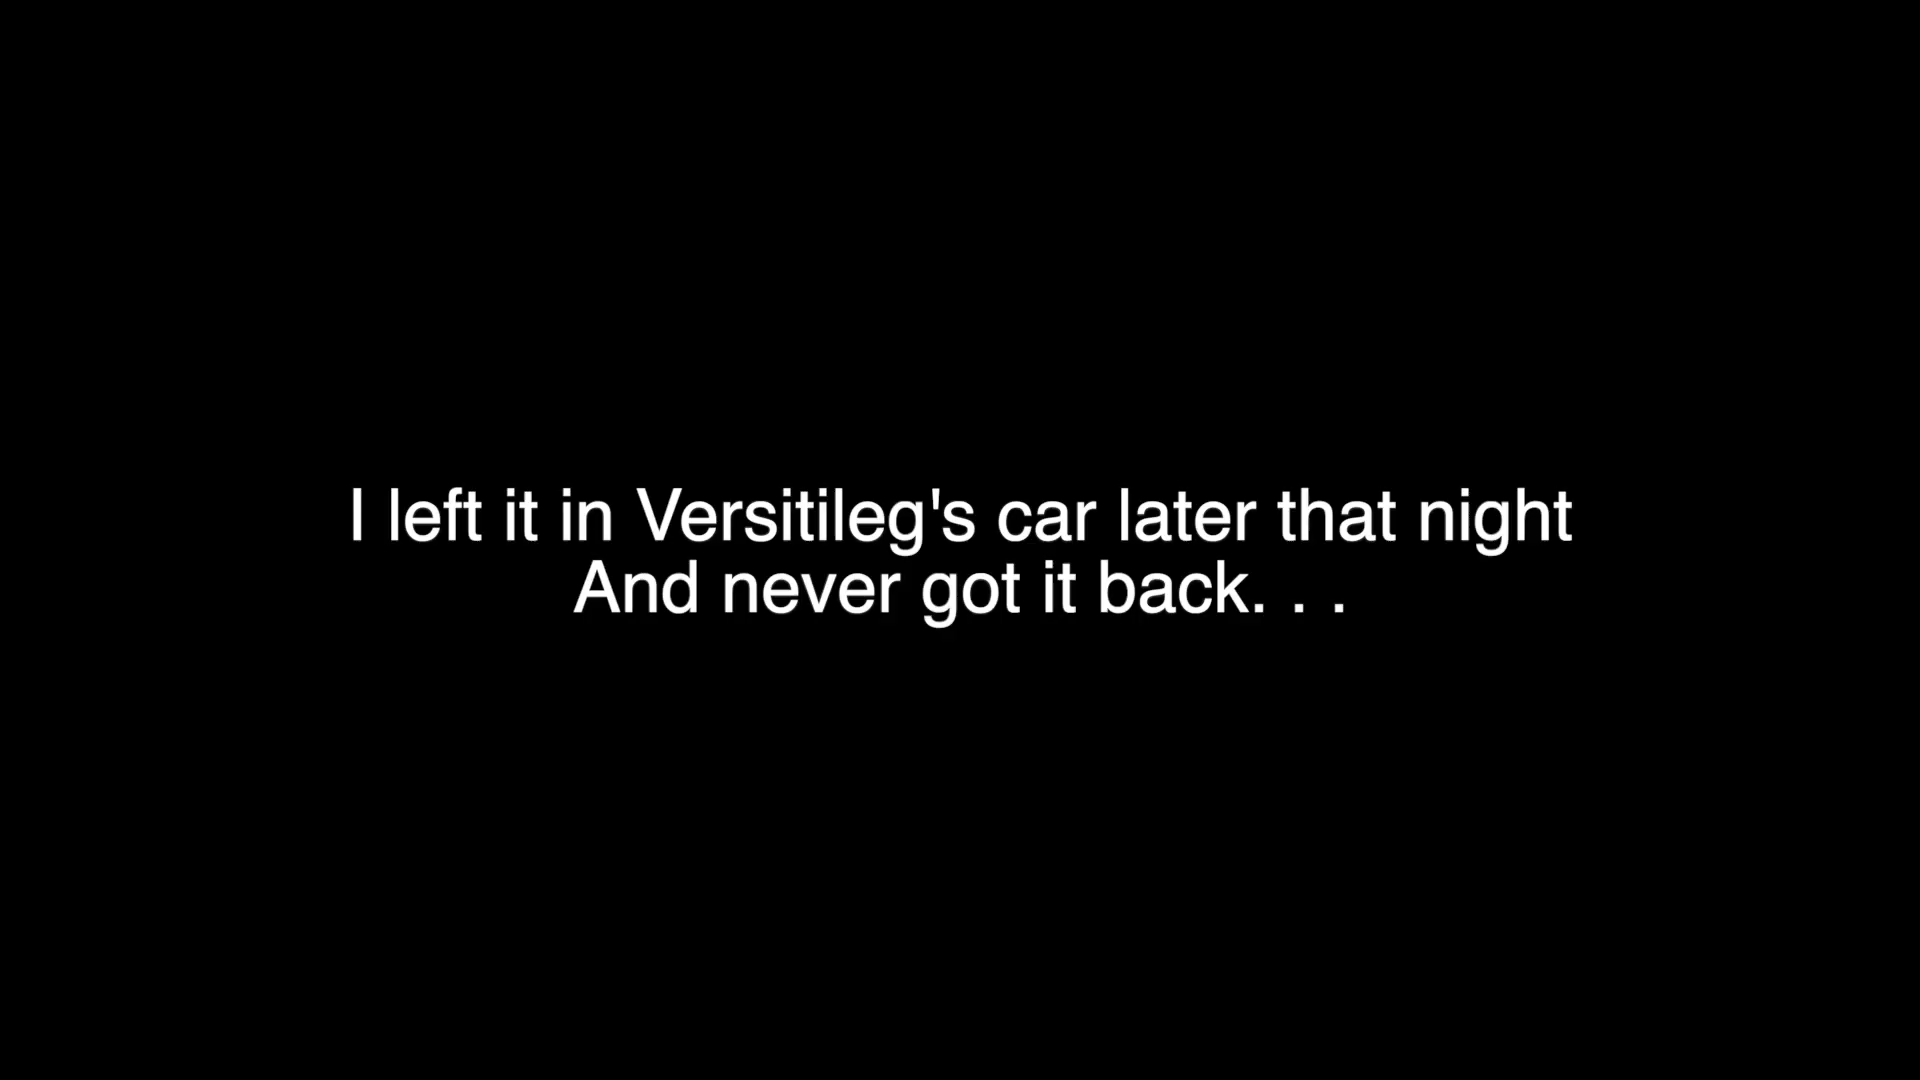 I left it in Versitileg's car later that night
And never got it back. . .